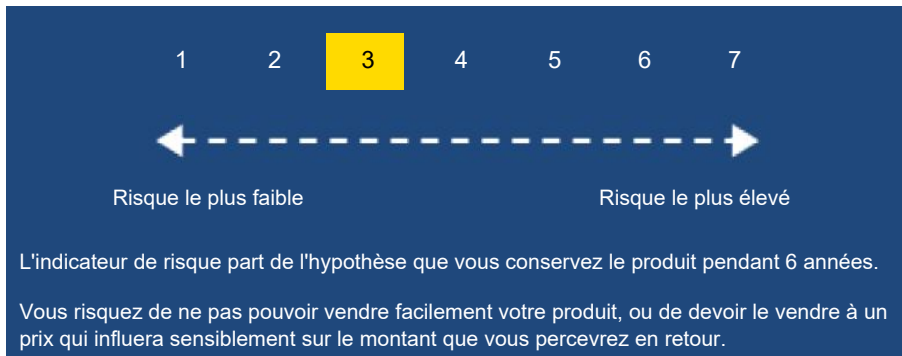 1 2 3 4 5 6 7
Risque le plus faible Risque le plus élevé
L'indicateur de risque part de l'hypothèse que vous conservez le produit pendant 6 années.
Vous risquez de ne pas pouvoir vendre facilement votre produit, ou de devoir le vendre à un
prix qui influera sensiblement sur le montant que vous percevrez en retour.